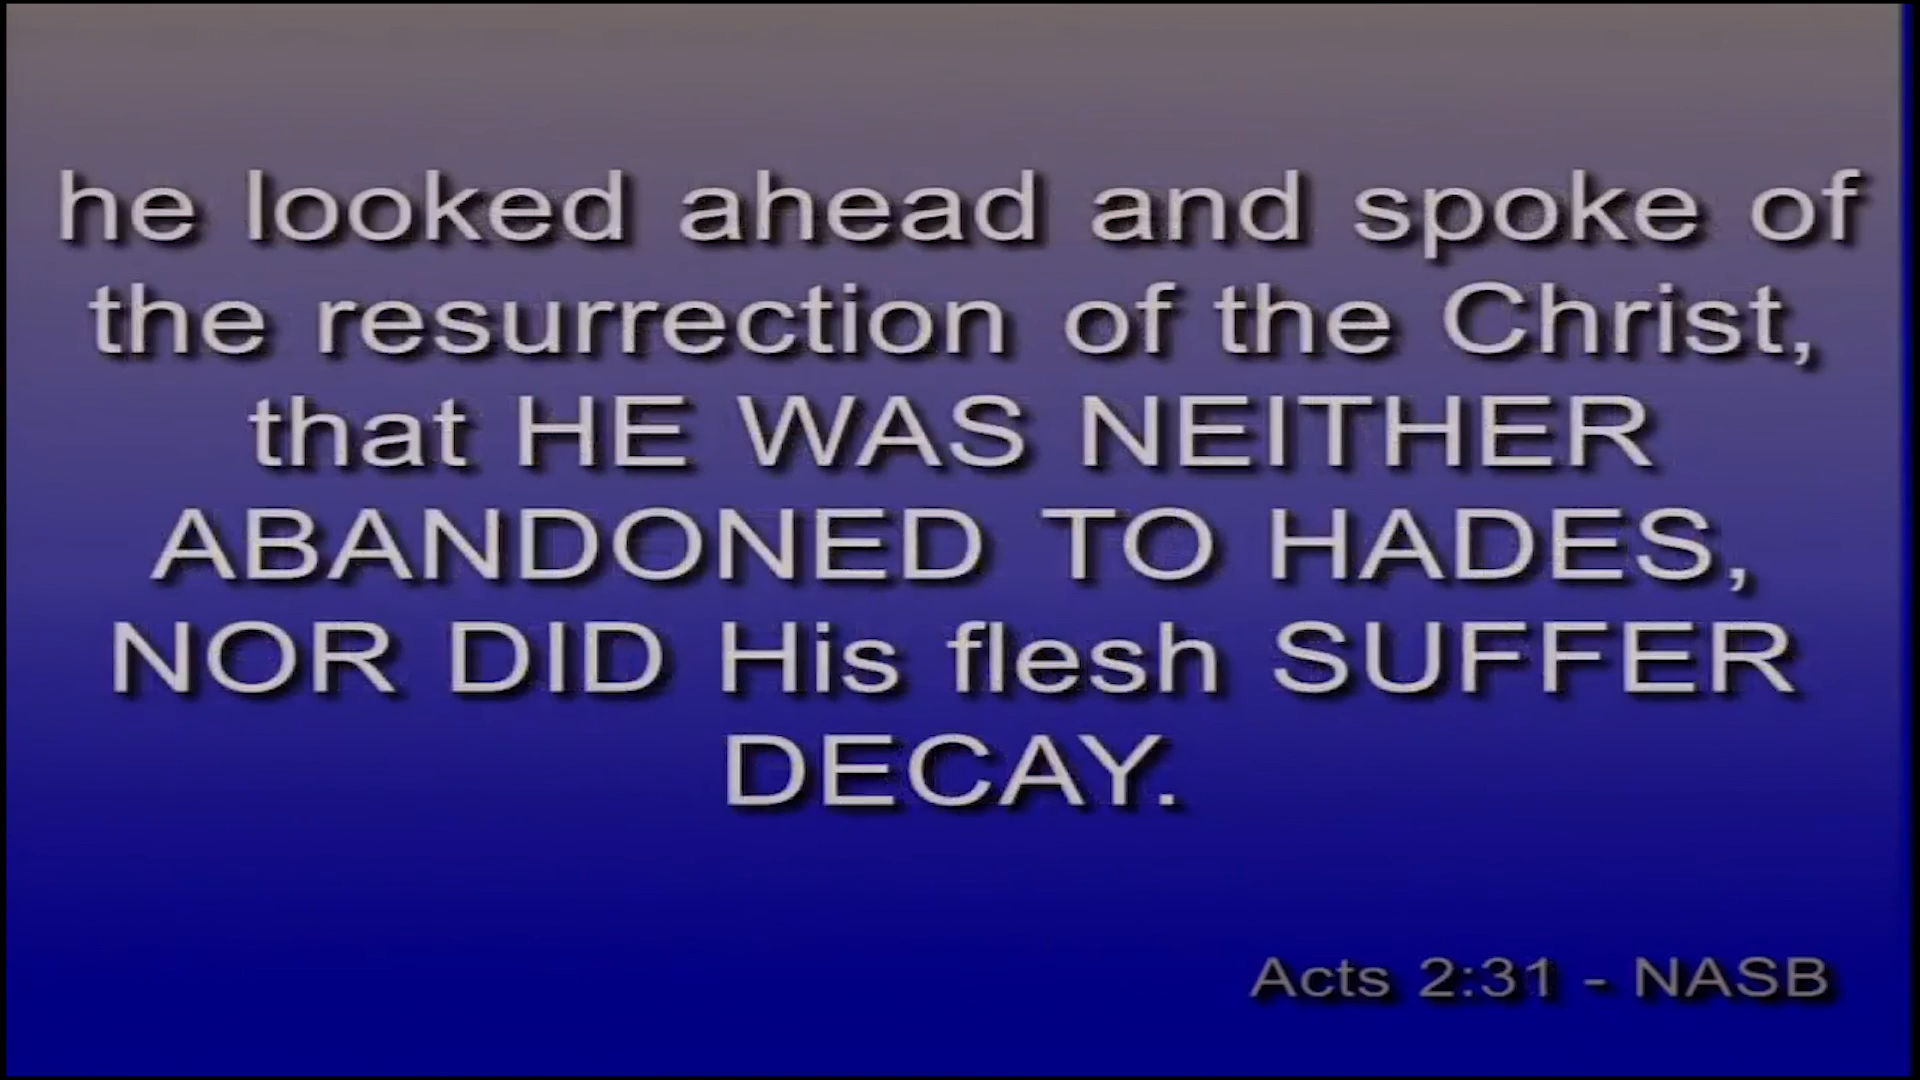 he looked ahead and spoke of
the resurrection of the Christ,
that HE WAS NEITHER
ABANDONED TO HADES,
NOR DID His flesh SUFFER
DECAY.
Acts 2:31 - NASB